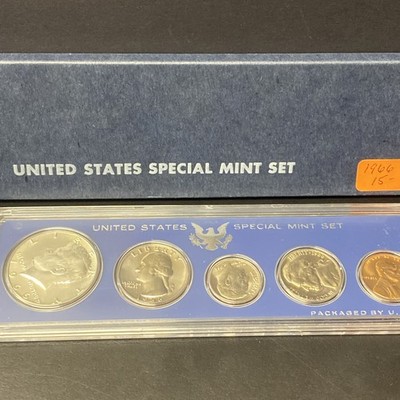 UNITED STATES SPECIAL MINT SET
1966
15-
UNITED STATES SPECIAL MINT SET
LIBERTY
PACKAGED BY U.